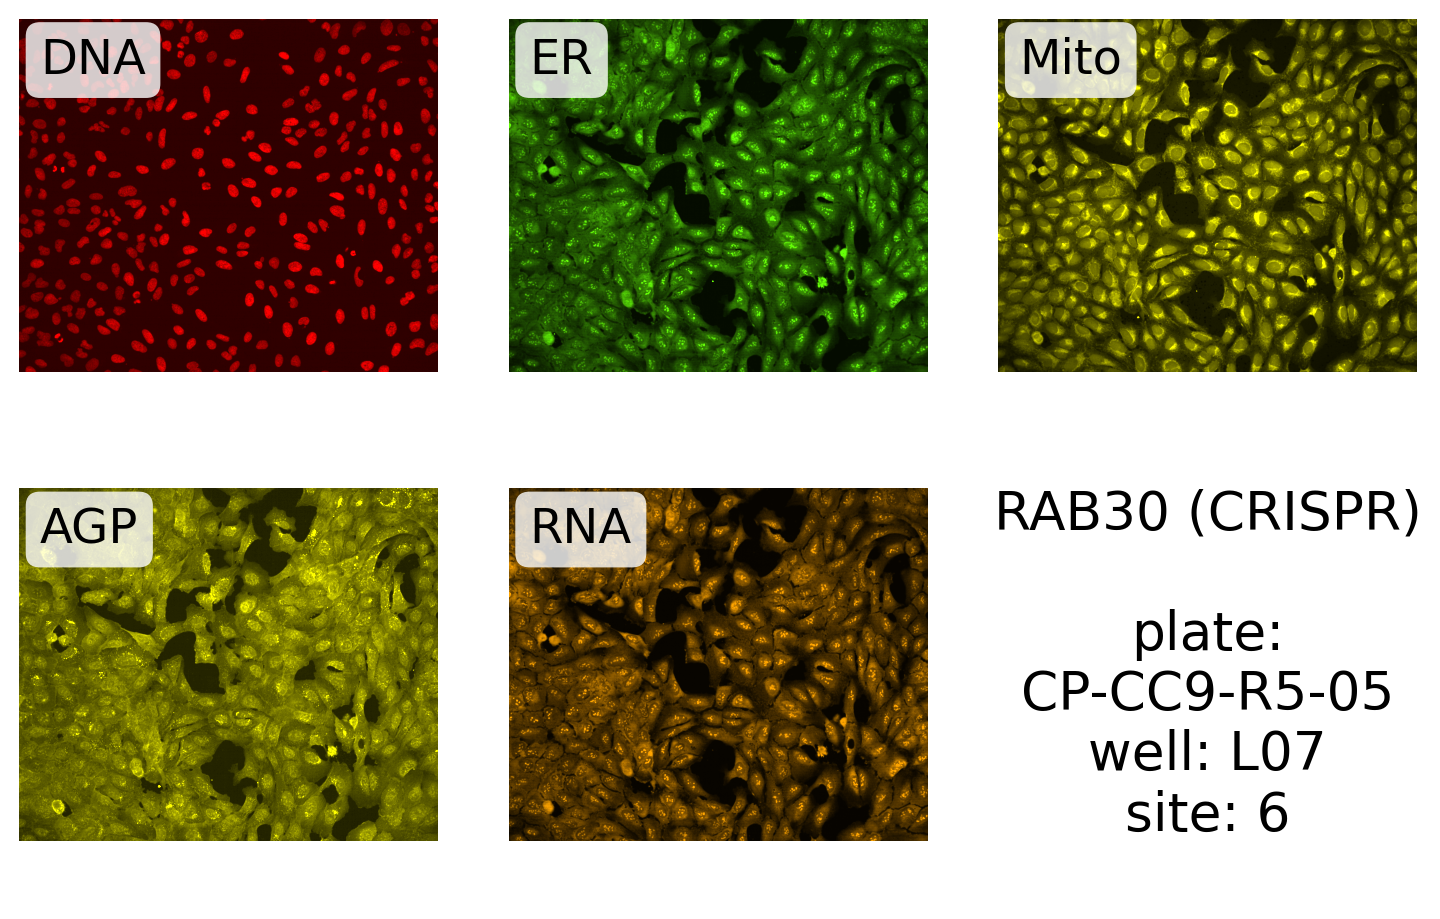 DNA
ER
Mito
AGP
RNA
RAB30 (CRISPR)
plate:
CP-CC9-R5-05
well: L07
site: 6